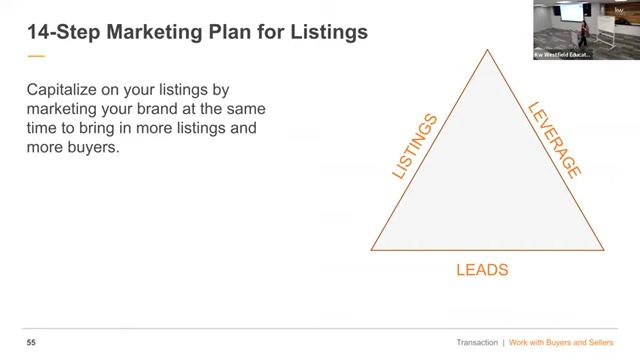 14-Step Marketing Plan for Listings
Capitalize on your listings by
marketing your brand at the same
time to bring in more listings and
more buyers.
LISTINGS
LEVERAGE
LEADS
kw
Kw Westfield Educat...
55
Transaction | Work with Buyers and Sellers